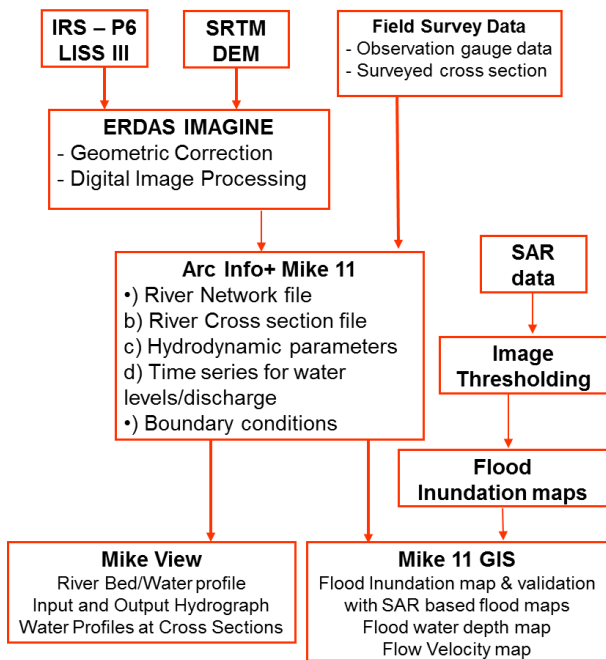 IRS – P6
LISS III
SRTM
DEM
Field Survey Data
- Observation gauge data
- Surveyed cross section
ERDAS IMAGINE
- Geometric Correction
- Digital Image Processing
Arc Info+ Mike 11
•) River Network file
b) River Cross section file
c) Hydrodynamic parameters
d) Time series for water
levels/discharge
•) Boundary conditions
SAR
data
Image
Thresholding
Flood
Inundation maps
Mike View
River Bed/Water profile
Input and Output Hydrograph
Water Profiles at Cross Sections
Mike 11 GIS
Flood Inundation map & validation
with SAR based flood maps
Flood water depth map
Flow Velocity map